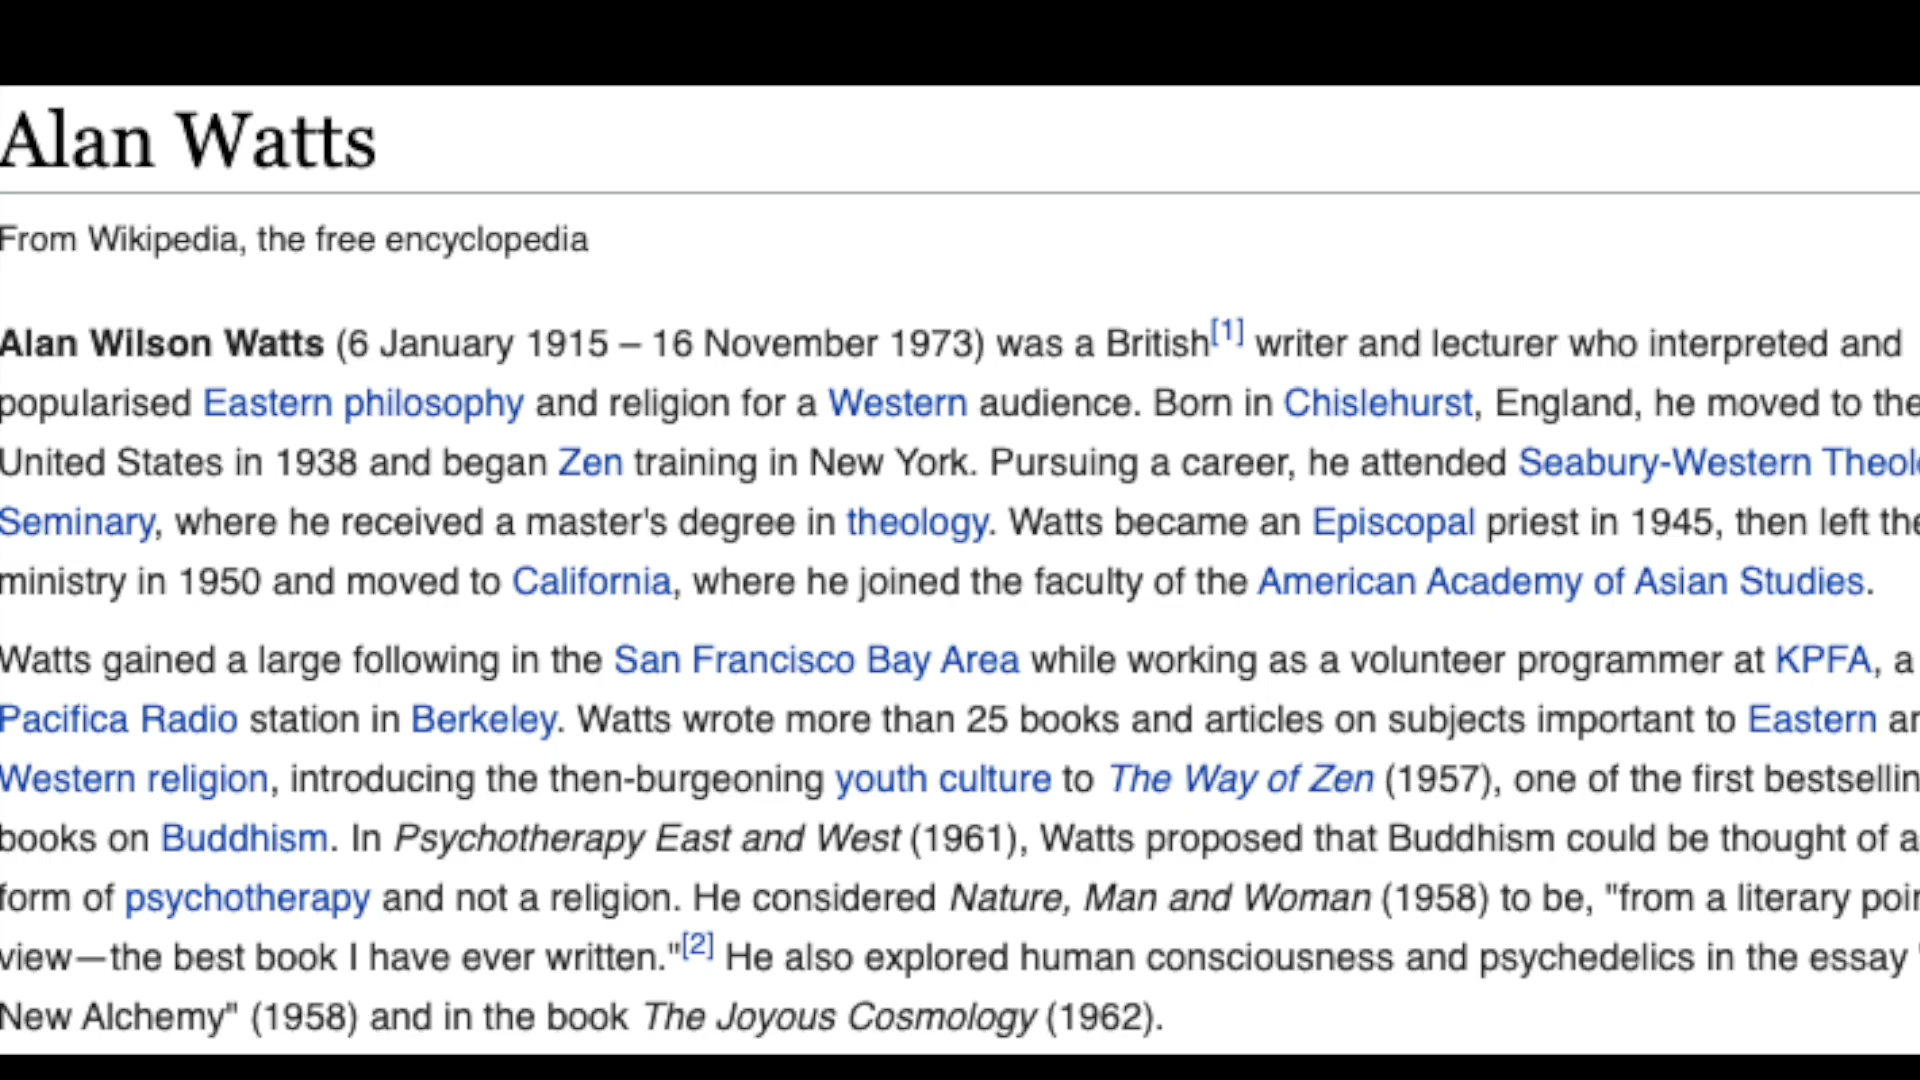 Alan Watts
From Wikipedia, the free encyclopedia
Alan Wilson Watts (6 January 1915 – 16 November 1973) was a British[1] writer and lecturer who interpreted and
popularised Eastern philosophy and religion for a Western audience. Born in Chislehurst, England, he moved to the
United States in 1938 and began Zen training in New York. Pursuing a career, he attended Seabury-Western
Seminary, where he received a master's degree in theology. Watts became an Episcopal priest in 1945, then left the
ministry in 1950 and moved to California, where he joined the faculty of the American Academy of Asian Studies.
Watts gained a large following in the San Francisco Bay Area while working as a volunteer programmer at KPFA, a
Pacifica Radio station in Berkeley. Watts wrote more than 25 books and articles on subjects important to Eastern
Western religion, introducing the then-burgeoning youth culture to The Way of Zen (1957), one of the first
books on Buddhism. In Psychotherapy East and West (1961), Watts proposed that Buddhism could be thought of
form of psychotherapy and not a religion. He considered Nature, Man and Woman (1958) to be, "from a literary
view—the best book I have ever written."[2] He also explored human consciousness and psychedelics in the essay
New Alchemy" (1958) and in the book The Joyous Cosmology (1962).